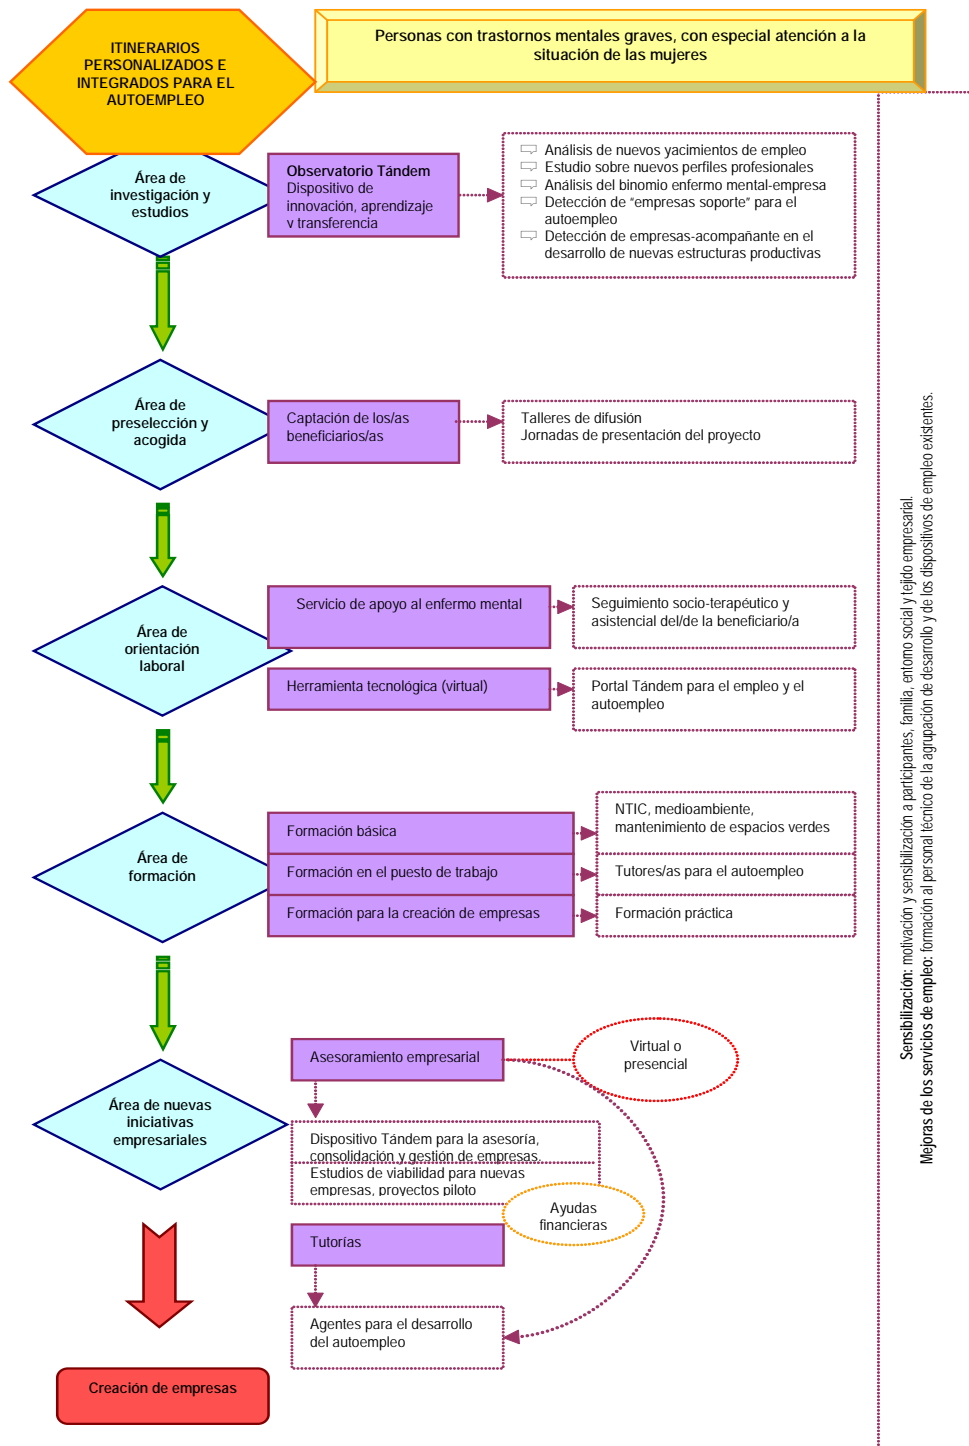 ITINERARIOS
PERSONALIZADOS E
INTEGRADOS PARA EL
AUTOEMPLEO
Personas con trastornos mentales graves, con especial atención a la
situación de las mujeres
Área de
investigación y
estudios
Observatorio Tándem
Dispositivo de
innovación, aprendizaje
y transferencia
Análisis de nuevos yacimientos de empleo
Estudio sobre nuevos perfiles profesionales
Análisis del binomio enfermo mental-empresa
Detección de "empresas soporte" para el
autoempleo
Detección de empresas-acompañante en el
desarrollo de nuevas estructuras productivas
Área de
preselección y
acogida
Captación de los/as
beneficiarios/as
Talleres de difusión
Jornadas de presentación del proyecto
Área de
orientación
laboral
Servicio de apoyo al enfermo mental
Seguimiento socio-terapéutico y
asistencial del/de la beneficiario/a
Herramienta tecnológica (virtual)
Portal Tándem para el empleo y el
autoempleo
Área de
formación
Formación básica
NTIC, medioambiente,
mantenimiento de espacios verdes
Formación en el puesto de trabajo
Tutores/as para el autoempleo
Formación para la creación de empresas
Formación práctica
Área de nuevas
iniciativas
empresariales
Asesoramiento empresarial
Virtual o
presencial
Dispositivo Tándem para la asesoría,
consolidación y gestión de empresas.
Estudios de viabilidad para nuevas
empresas, proyectos piloto
Ayudas
financieras
Tutorías
Agentes para el desarrollo
del autoempleo
Creación de empresas
Sensibilización: motivación y sensibilización a participantes, familia, entorno social y tejido empresarial.
Mejoras de los servicios de empleo: formación al personal técnico de la agrupación de desarrollo y de los dispositivos de empleo existentes.